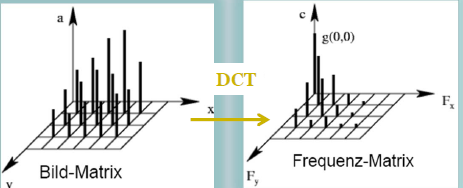 a
x
y
Bild-Matrix
DCT
c
g(0,0)
Fx
Fy
Frequenz-Matrix